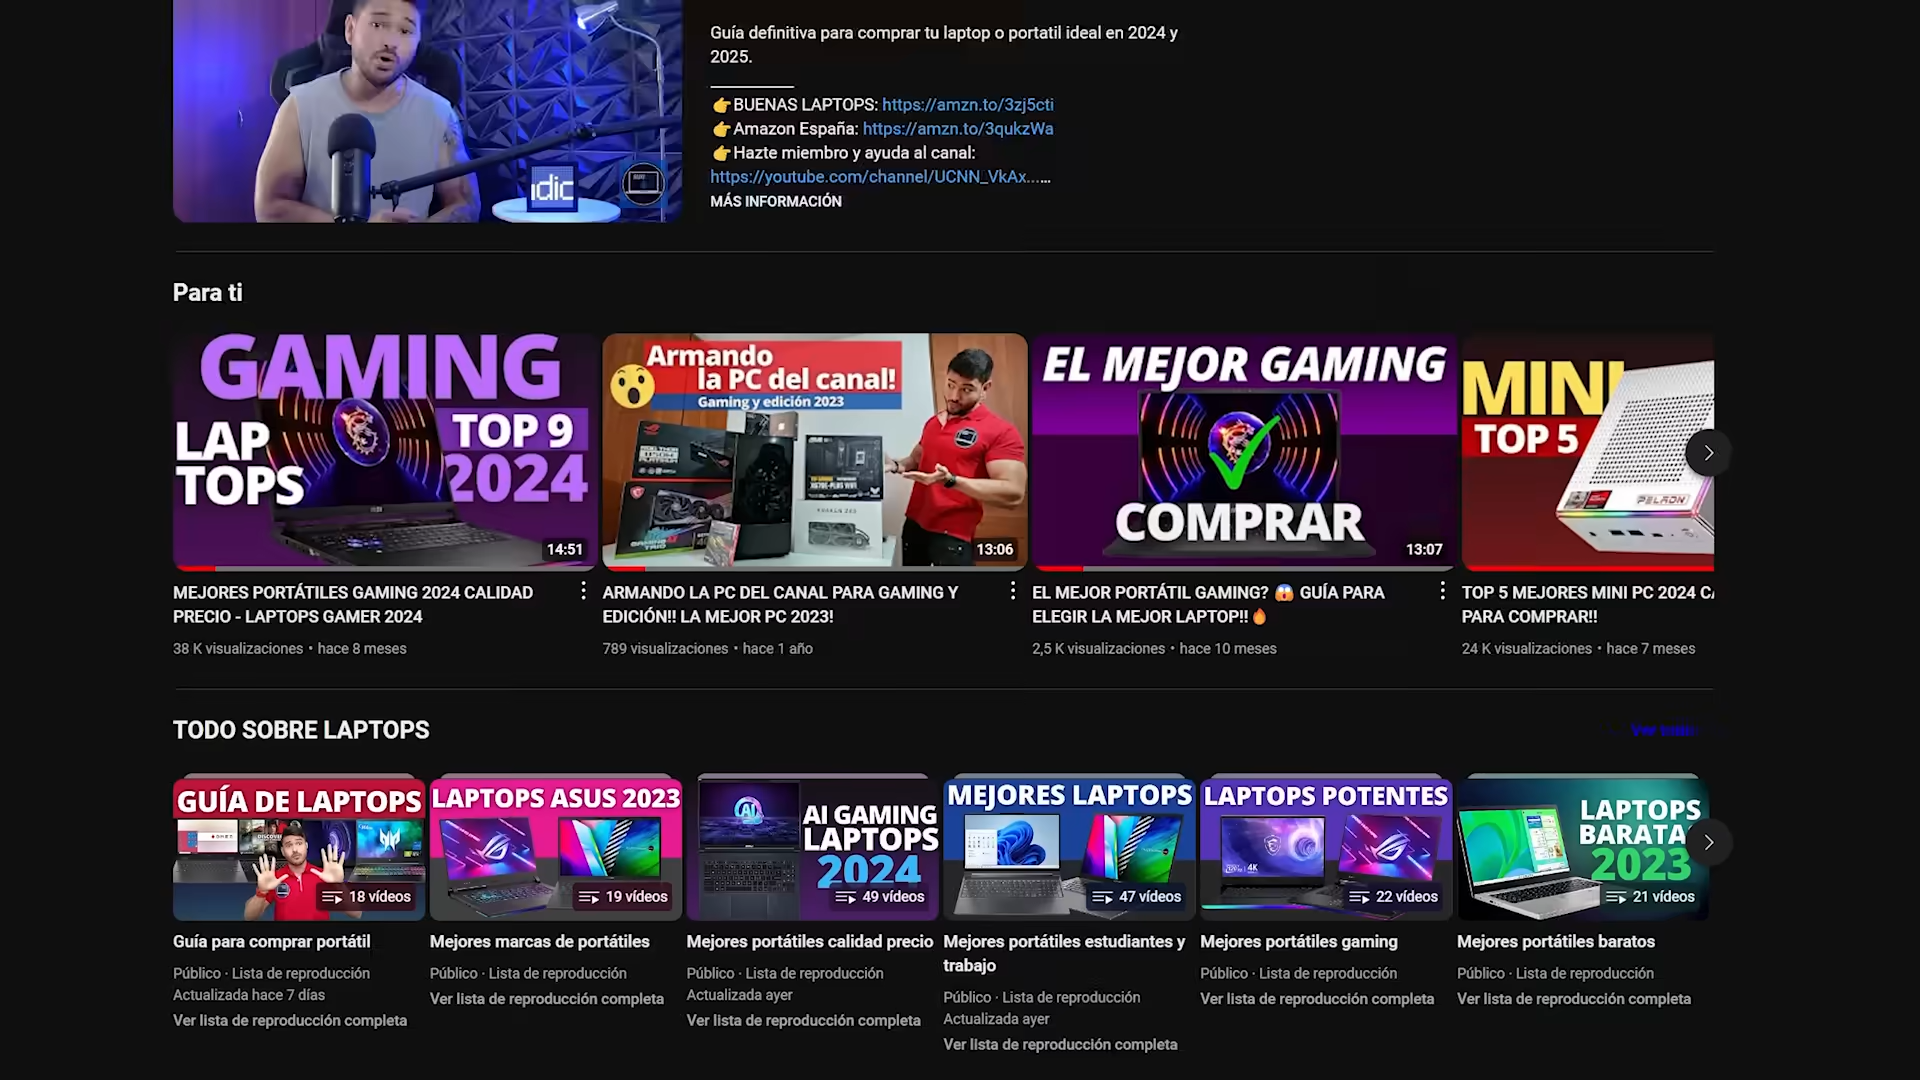 Guía definitiva para comprar tu laptop o portatil ideal en 2024 y
2025.
👉BUENAS LAPTOPS: https://amzn.to/3zj5cti
👉Amazon España: https://amzn.to/3qukzWa
👉Hazte miembro y ayuda al canal:
https://youtube.com/channel/UCNN_VkAx......
MÁS INFORMACIÓN
idic
Para ti
GAMING
LAP
TOPS
TOP 9
2024
14:51
Armando
la PC del canal!
Gaming y edición 2023
13:06
EL MEJOR GAMING
COMPRAR
13:07
MINI
TOP 5
PELADN
MEJORES PORTÁTILES GAMING 2024 CALIDAD
PRECIO - LAPTOPS GAMER 2024
38 K visualizaciones • hace 8 meses
ARMANDO LA PC DEL CANAL PARA GAMING Y
EDICIÓN!! LA MEJOR PC 2023!
789 visualizaciones • hace 1 año
EL MEJOR PORTÁTIL GAMING? 😱 GUÍA PARA
ELEGIR LA MEJOR LAPTOP!!🔥
2,5 K visualizaciones • hace 10 meses
TOP 5 MEJORES MINI PC 2024 CA
PARA COMPRAR!!
24 K visualizaciones • hace 7 meses
TODO SOBRE LAPTOPS
Ver todo
GUÍA DE LAPTOPS
18 vídeos
LAPTOPS ASUS 2023
19 vídeos
AI
AI GAMING
LAPTOPS
2024
49 vídeos
MEJORES LAPTOPS
47 vídeos
LAPTOPS POTENTES
4K
22 vídeos
LAPTOPS
BARATA
2023
21 vídeos
Guía para comprar portátil
Público · Lista de reproducción
Actualizada hace 7 días
Ver lista de reproducción completa
Mejores marcas de portátiles
Público · Lista de reproducción
Ver lista de reproducción completa
Mejores portátiles calidad precio
Público · Lista de reproducción
Actualizada ayer
Ver lista de reproducción completa
Mejores portátiles estudiantes y
trabajo
Público · Lista de reproducción
Actualizada ayer
Ver lista de reproducción completa
Mejores portátiles gaming
Público · Lista de reproducción
Ver lista de reproducción completa
Mejores portátiles baratos
Público · Lista de reproducción
Ver lista de reproducción completa